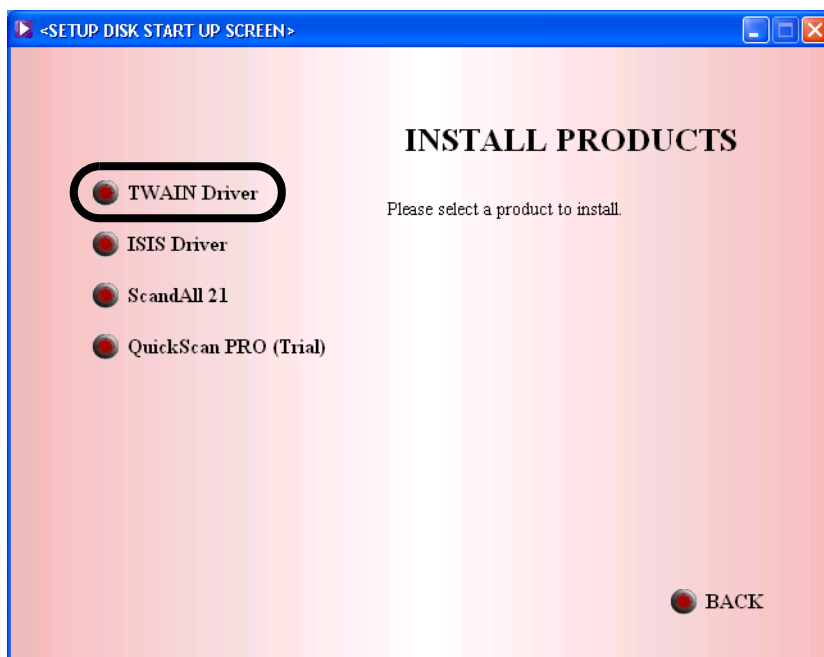 <SETUP DISK START UP SCREEN>
INSTALL PRODUCTS
TWAIN Driver
Please select a product to install.
ISIS Driver
ScandAll 21
QuickScan PRO (Trial)
BACK